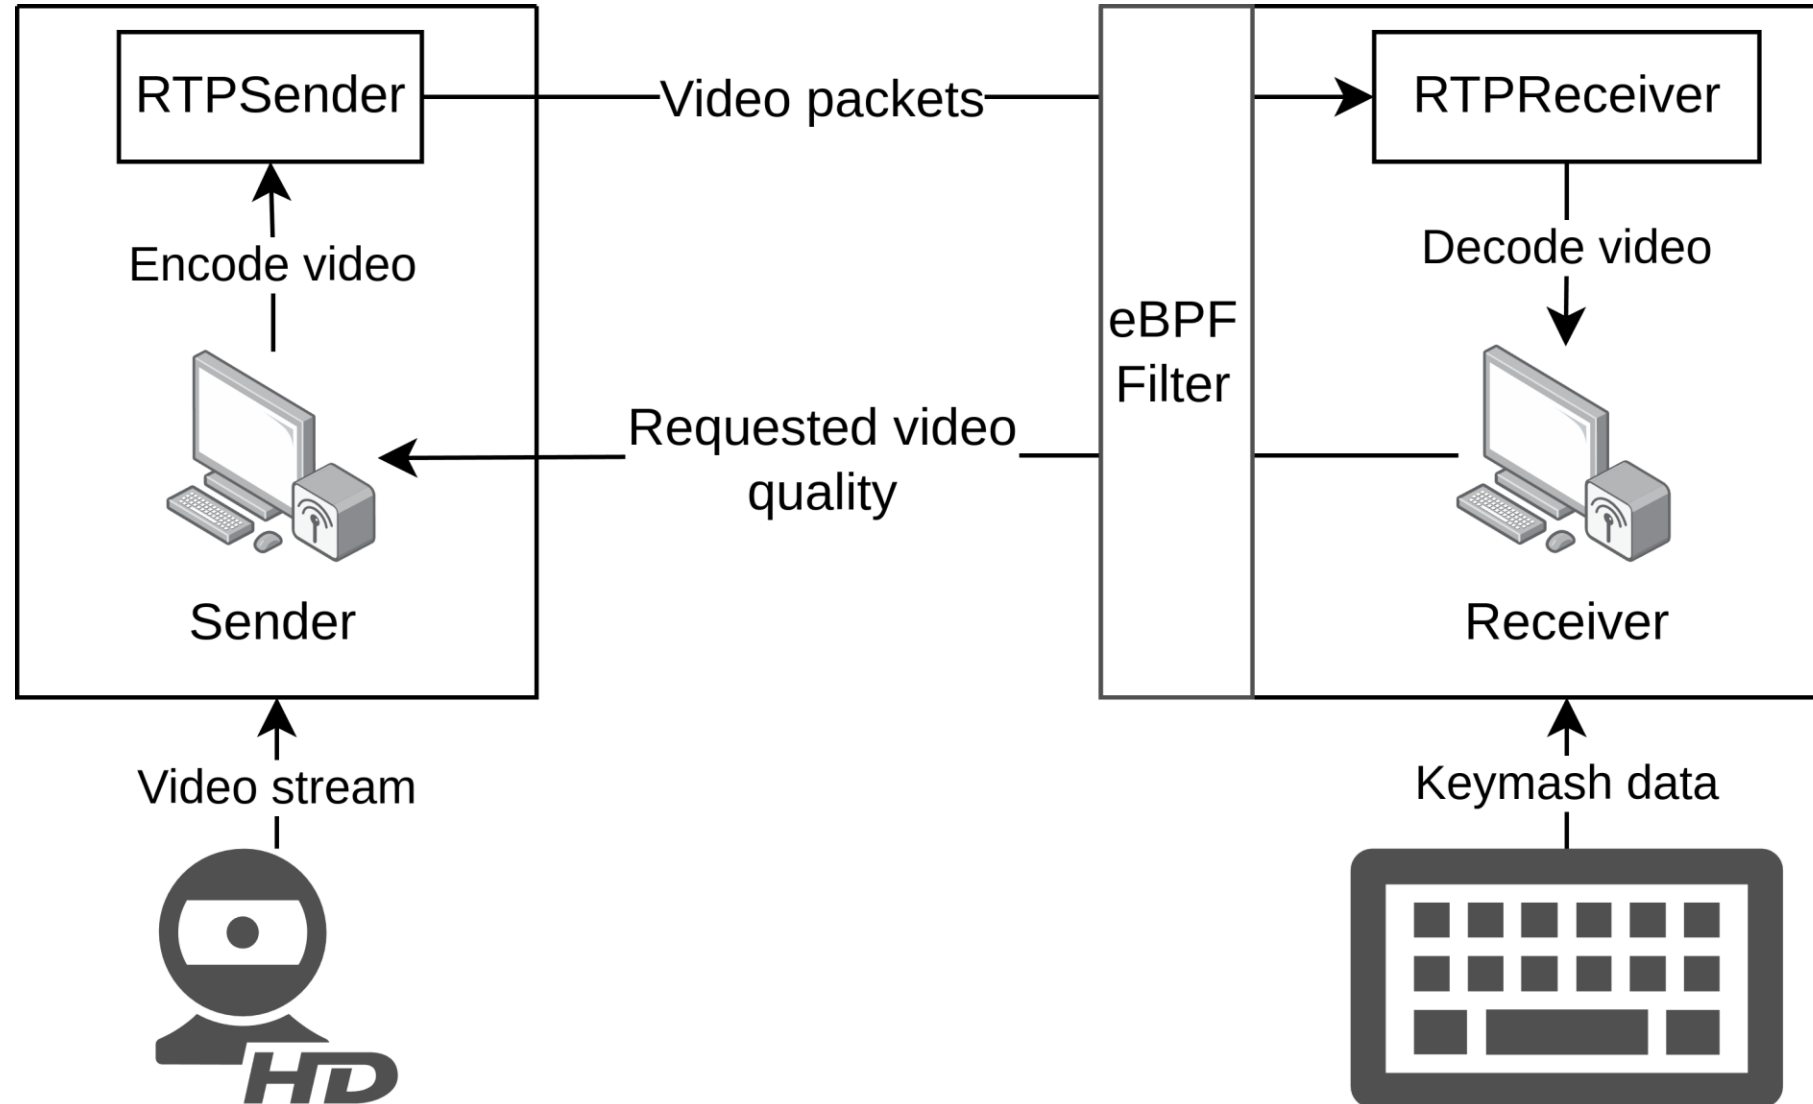 RTPSender
Video packets
RTPReceiver
Encode video
Decode video
eBPF
Filter
Requested video
quality
Sender
Receiver
Video stream
Keymash data
HD